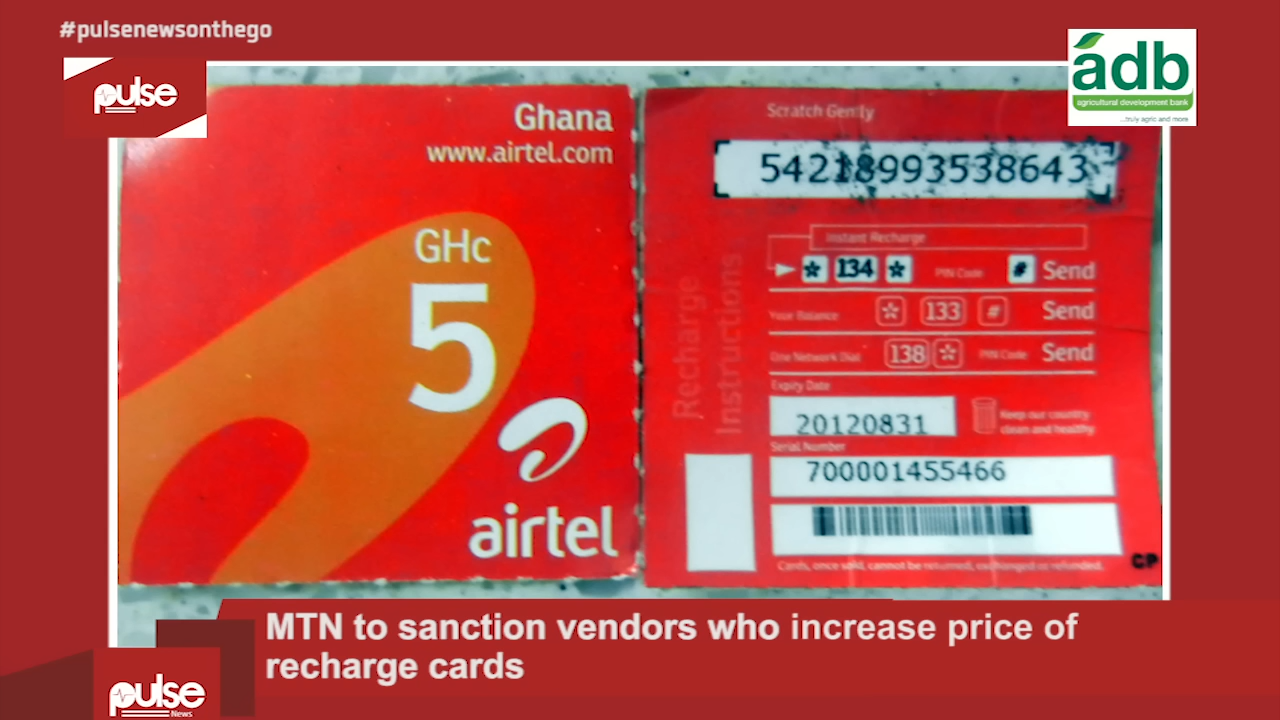 #pulsenewsonthego
pulse
adb
agricultural development bank
...truly agric and more
Ghana
www.airtel.com
GHc
5
airtel
Scratch Gently
54218993538643
Recharge
Instructions
Instant Recharge
* 134 * PIN Code # Send
Your Balance * 133 # Send
One Network Dial 138 * PIN Code Send
Expiry Date
20120831
Keep our country
clean and healthy
Serial Number
700001455466
Cards, once sold, cannot be returned, exchanged or refunded.
CP
MTN to sanction vendors who increase price of
recharge cards
pulse
News